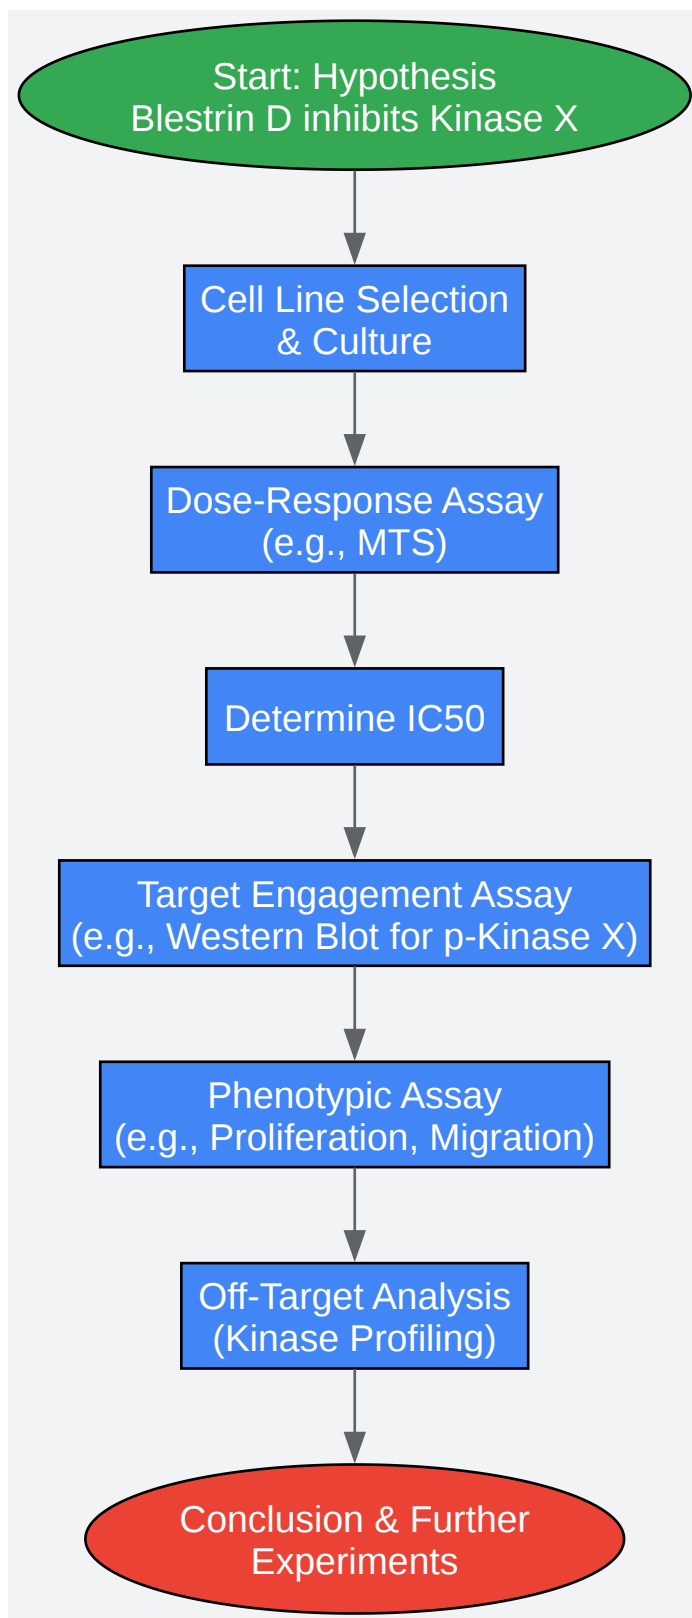 Start: Hypothesis
Blestrin D inhibits Kinase X
Cell Line Selection
& Culture
Dose-Response Assay
(e.g., MTS)
Determine IC50
Target Engagement Assay
(e.g., Western Blot for p-Kinase X)
Phenotypic Assay
(e.g., Proliferation, Migration)
Off-Target Analysis
(Kinase Profiling)
Conclusion & Further
Experiments